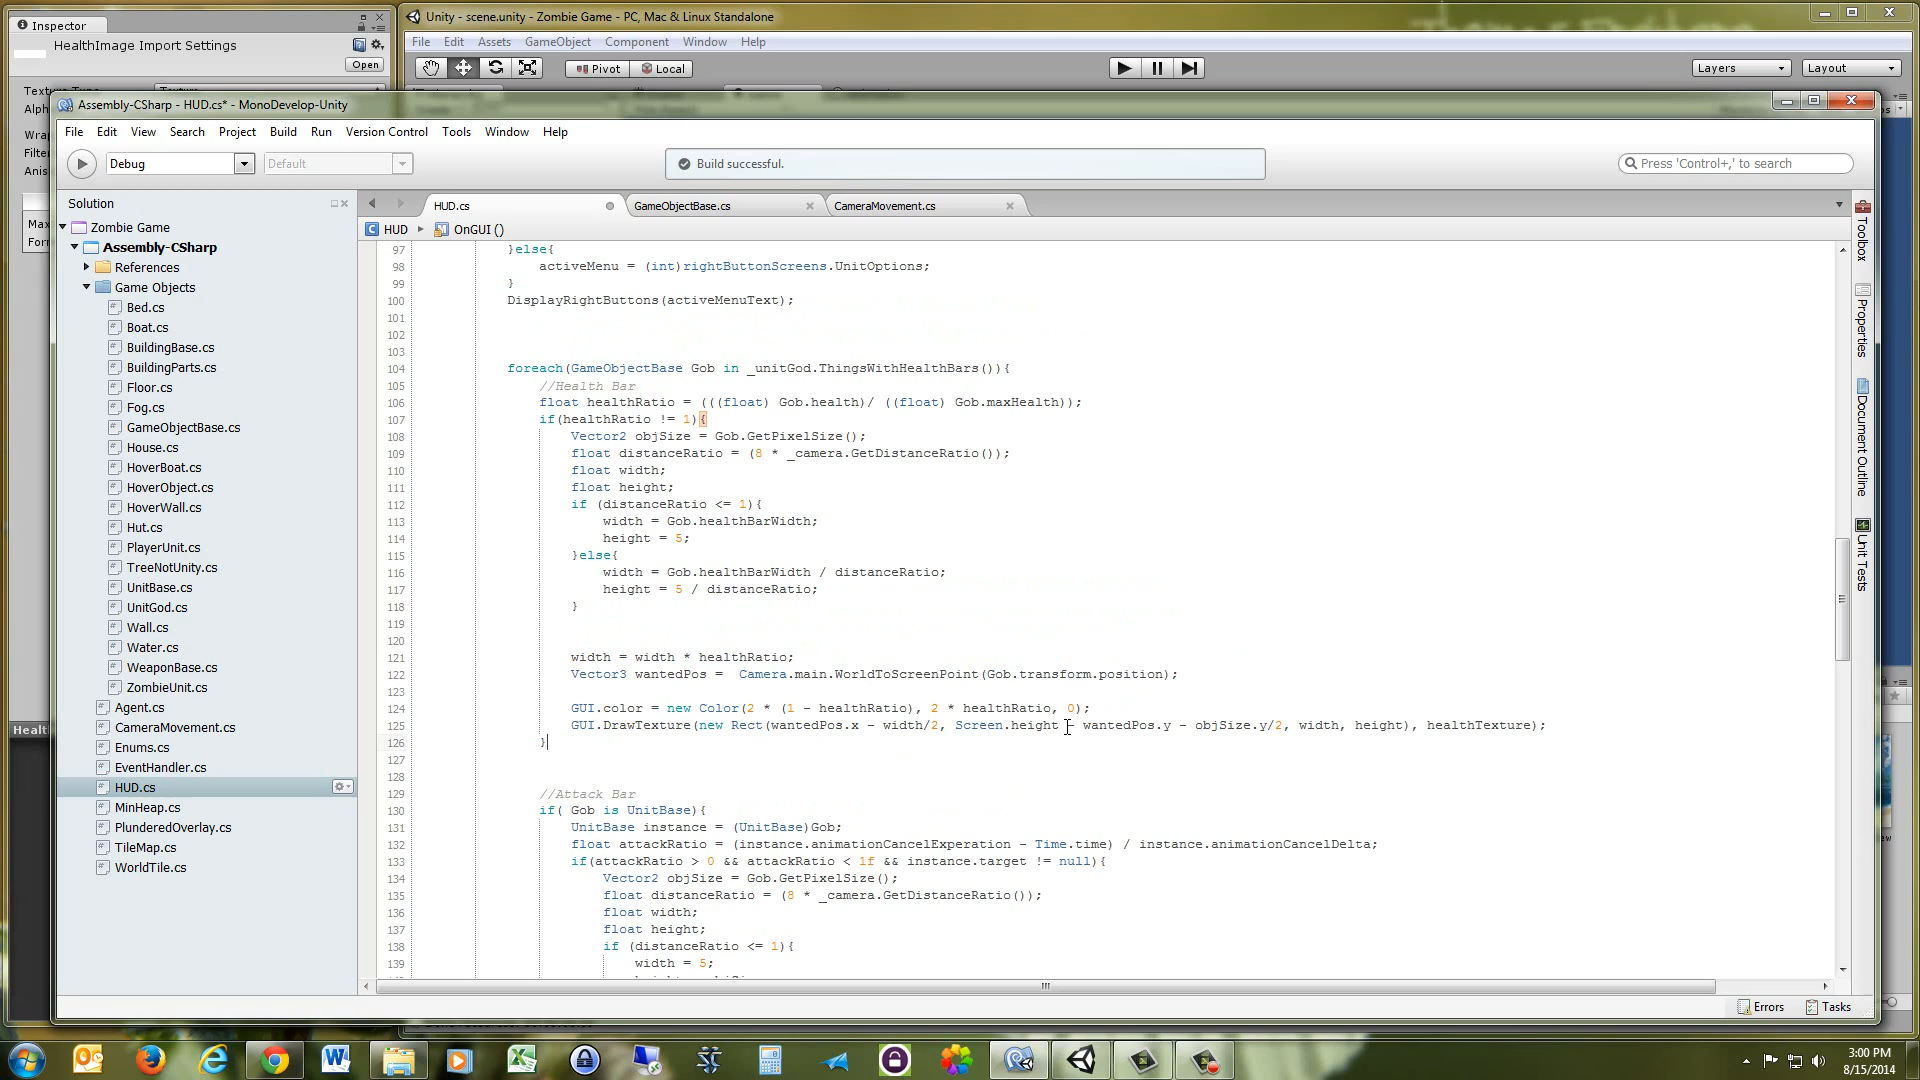 Inspector
HealthImage Import Settings
Open
Unity - scene.unity - Zombie Game - PC, Mac & Linux Standalone
File Edit Assets GameObject Component Window Help
Pivot Local Layers Layout
Assembly-CSharp - HUD.cs* - MonoDevelop-Unity
File Edit View Search Project Build Run Version Control Tools Window Help
Debug Default Build successful. Press 'Control+,' to search
Solution
Zombie Game
Assembly-CSharp
References
Game Objects
Bed.cs
Boat.cs
BuildingBase.cs
BuildingParts.cs
Floor.cs
Fog.cs
GameObjectBase.cs
House.cs
HoverBoat.cs
HoverObject.cs
HoverWall.cs
Hut.cs
PlayerUnit.cs
TreeNotUnity.cs
UnitBase.cs
UnitGod.cs
Wall.cs
Water.cs
WeaponBase.cs
ZombieUnit.cs
Agent.cs
CameraMovement.cs
Enums.cs
EventHandler.cs
HUD.cs
MinHeap.cs
PlunderedOverlay.cs
TileMap.cs
WorldTile.cs
HUD.cs GameObjectBase.cs CameraMovement.cs
HUD OnGUI ()
97 }else{
98 activeMenu = (int)rightButtonScreens.UnitOptions;
99 }
100 DisplayRightButtons(activeMenuText);
101
102
103
104 foreach(GameObjectBase Gob in _unitGod.ThingsWithHealthBars()){
105 //Health Bar
106 float healthRatio = (((float) Gob.health)/ ((float) Gob.maxHealth));
107 if(healthRatio != 1){
108 Vector2 objSize = Gob.GetPixelSize();
109 float distanceRatio = (8 * _camera.GetDistanceRatio());
110 float width;
111 float height;
112 if (distanceRatio <= 1){
113 width = Gob.healthBarWidth;
114 height = 5;
115 }else{
116 width = Gob.healthBarWidth / distanceRatio;
117 height = 5 / distanceRatio;
118 }
119
120
121 width = width * healthRatio;
122 Vector3 wantedPos = Camera.main.WorldToScreenPoint(Gob.transform.position);
123
124 GUI.color = new Color(2 * (1 - healthRatio), 2 * healthRatio, 0);
125 GUI.DrawTexture(new Rect(wantedPos.x - width/2, Screen.height - wantedPos.y - objSize.y/2, width, height), healthTexture);
126 }
127
128
129 //Attack Bar
130 if( Gob is UnitBase){
131 UnitBase instance = (UnitBase)Gob;
132 float attackRatio = (instance.animationCancelExperation - Time.time) / instance.animationCancelDelta;
133 if(attackRatio > 0 && attackRatio < 1f && instance.target != null){
134 Vector2 objSize = Gob.GetPixelSize();
135 float distanceRatio = (8 * _camera.GetDistanceRatio());
136 float width;
137 float height;
138 if (distanceRatio <= 1){
139 width = 5;
Toolbox
Properties
Document Outline
Unit Tests
Errors Tasks
3:00 PM
8/15/2014